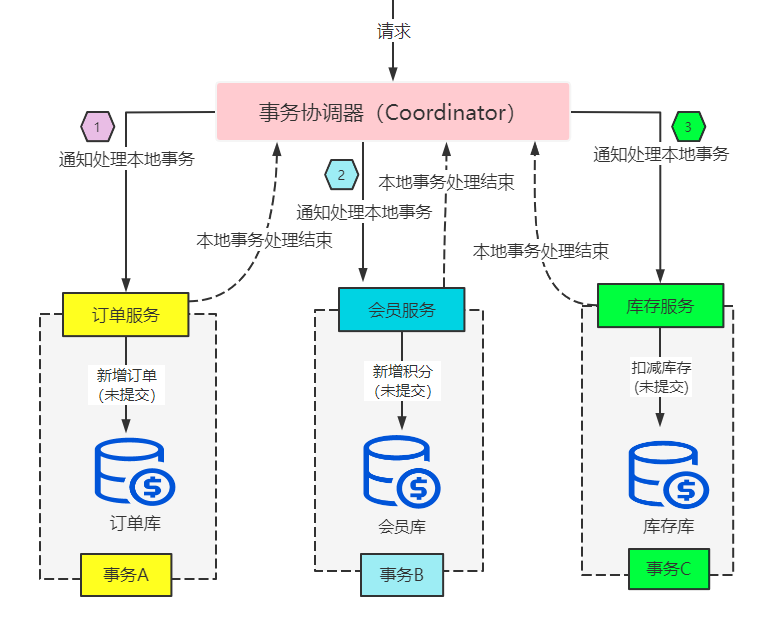 请求
事务协调器（Coordinator）
1
通知处理本地事务
2
通知处理本地事务
3
通知处理本地事务
本地事务处理结束
本地事务处理结束
本地事务处理结束
订单服务
会员服务
库存服务
新增订单
（未提交）
新增积分
（未提交）
扣减库存
(未提交）
订单库
会员库
库存库
事务A
事务B
事务C